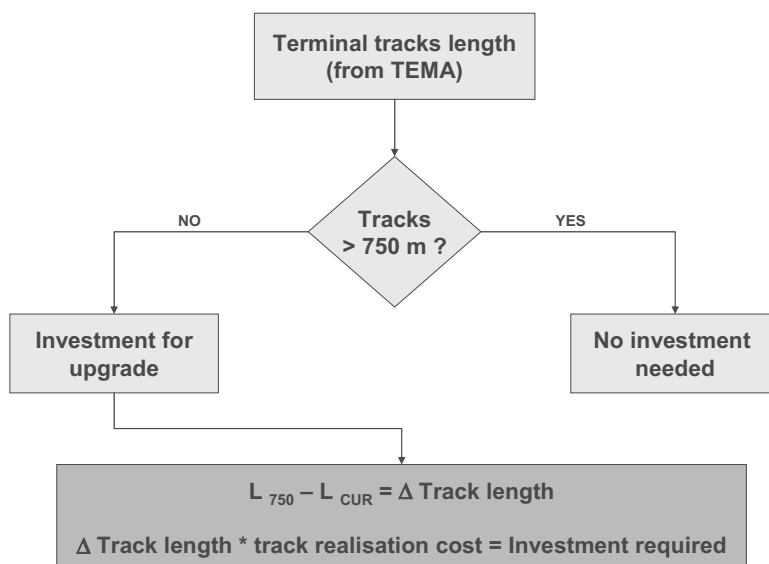 Terminal tracks length
(from TEMA)
Tracks
> 750 m ?
NO
YES
Investment for
upgrade
No investment
needed
L 750 – L CUR = Δ Track length
Δ Track length * track realisation cost = Investment required